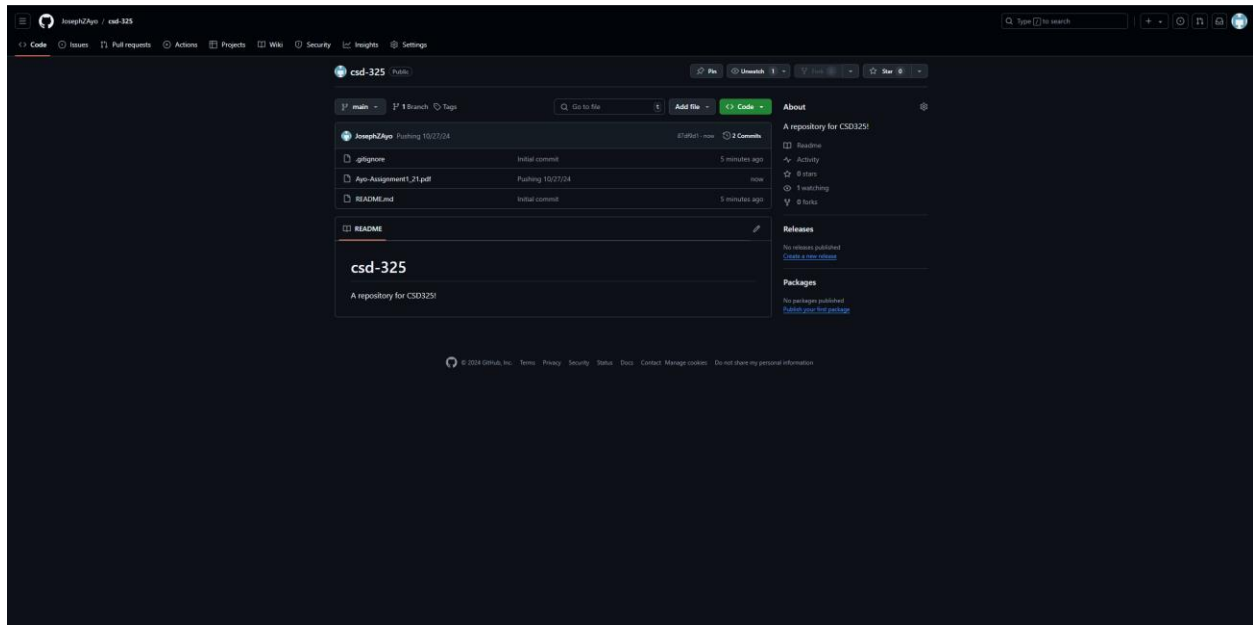 JosephZAyo / csd-325
Type / to search
Code Issues Pull requests Actions Projects Wiki Security Insights Settings
csd-325 Public
Pin Unwatch 1 Star 0
main 1 Branch Tags
Go to file t
Add file Code
JosephZAyo Pushing 10/27/24 now 2 Commits
.gitignore Initial commit 5 minutes ago
Ayo-Assignment1_21.pdf Pushing 10/27/24 now
README.md Initial commit 5 minutes ago
README
csd-325
A repository for CSD325!
About
A repository for CSD325!
Readme
Activity
0 stars
1 watching
0 forks
Releases
No releases published
Create a new release
Packages
No packages published
Publish your first package
© 2024 GitHub, Inc. Terms Privacy Security Status Docs Contact Manage cookies Do not share my personal information